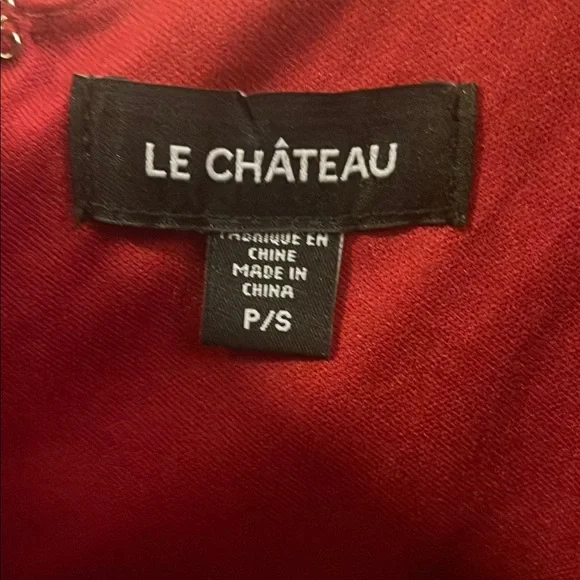 LE CHÂTEAU
FABRIQUE EN
CHINE
MADE IN
CHINA
P/S